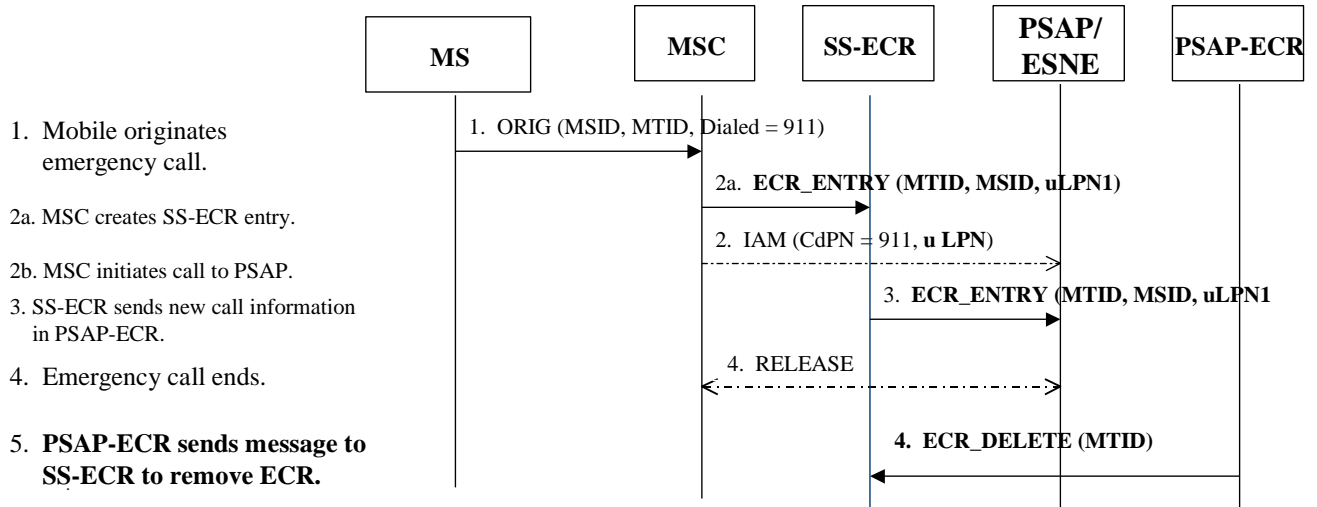 MS
MSC
SS-ECR
PSAP/
ESNE
PSAP-ECR
1. Mobile originates
emergency call.
1. ORIG (MSID, MTID, Dialed = 911)
2a. ECR_ENTRY (MTID, MSID, uLPN1)
2a. MSC creates SS-ECR entry.
2. IAM (CdPN = 911, u LPN)
2b. MSC initiates call to PSAP.
3. ECR_ENTRY (MTID, MSID, uLPN1
3. SS-ECR sends new call information
in PSAP-ECR.
4. RELEASE
4. Emergency call ends.
5. PSAP-ECR sends message to
SS-ECR to remove ECR.
4. ECR_DELETE (MTID)